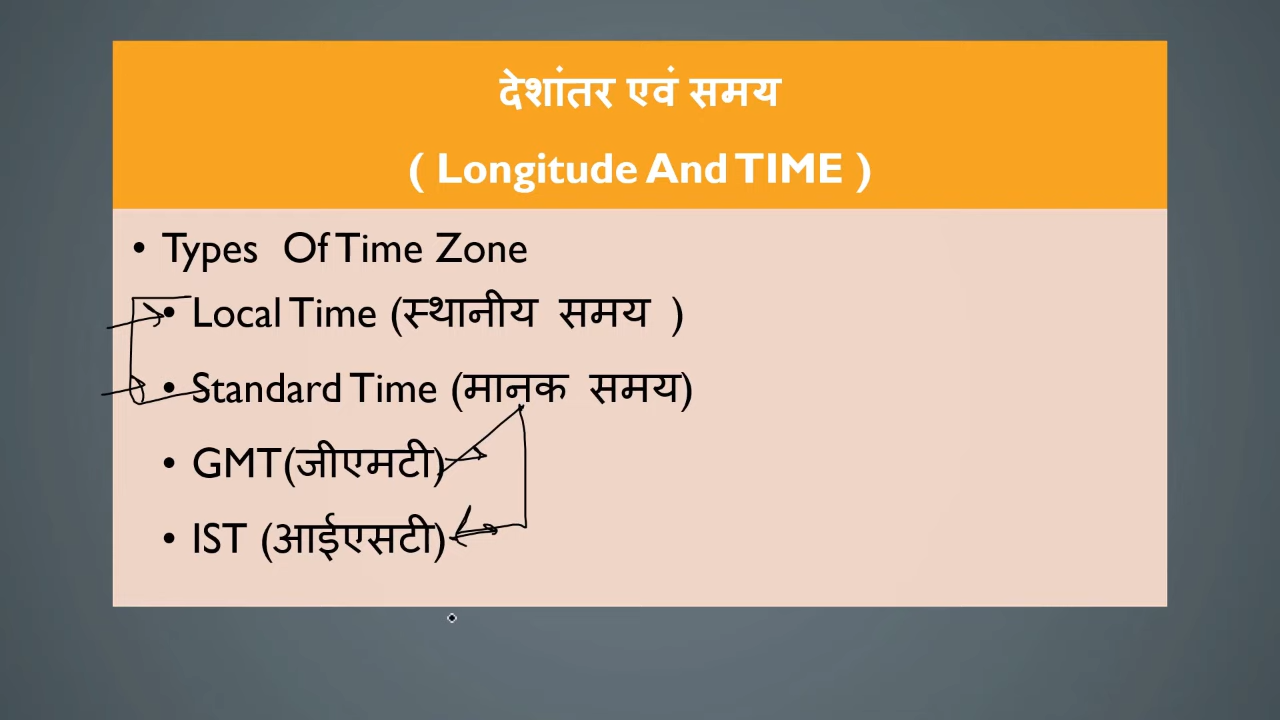 देशांतर एवं समय
( Longitude And TIME )
• Types Of Time Zone
• Local Time (स्थानीय समय )
• Standard Time (मानक समय)
• GMT(जीएमटी)
• IST (आईएसटी)